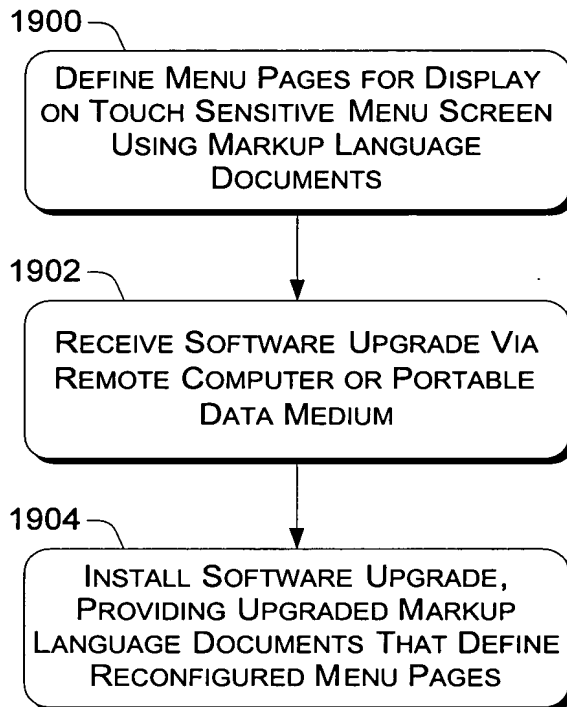 1900
DEFINE MENU PAGES FOR DISPLAY
ON TOUCH SENSITIVE MENU SCREEN
USING MARKUP LANGUAGE
DOCUMENTS
1902
RECEIVE SOFTWARE UPGRADE VIA
REMOTE COMPUTER OR PORTABLE
DATA MEDIUM
1904
INSTALL SOFTWARE UPGRADE,
PROVIDING UPGRADED MARKUP
LANGUAGE DOCUMENTS THAT DEFINE
RECONFIGURED MENU PAGES